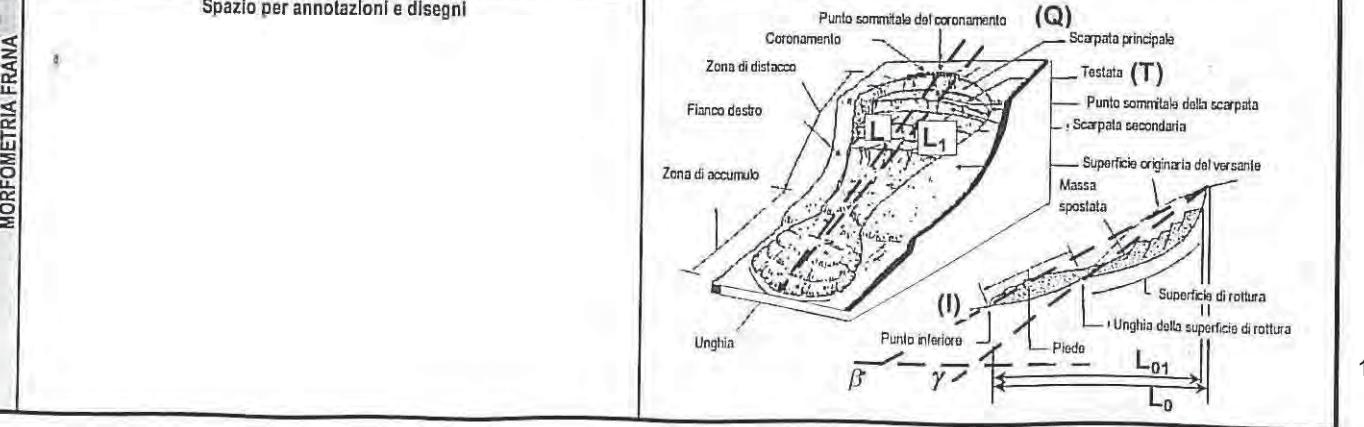 MORFOMETRIA FRANA
Spazio per annotazioni e disegni
Punto sommitale del coronamento (Q)
Coronamento
Scarpata principale
Zona di distacco
Testata (T)
Punto sommitale della scarpata
Fianco destro
Scarpata secondaria
L
L1
Superficie originaria del versante
Zona di accumulo
Massa
spostata
Superficie di rottura
(I)
Unghia della superficie di rottura
Unghia
Punto inferiore
Piede
β
γ
L01
L0
1